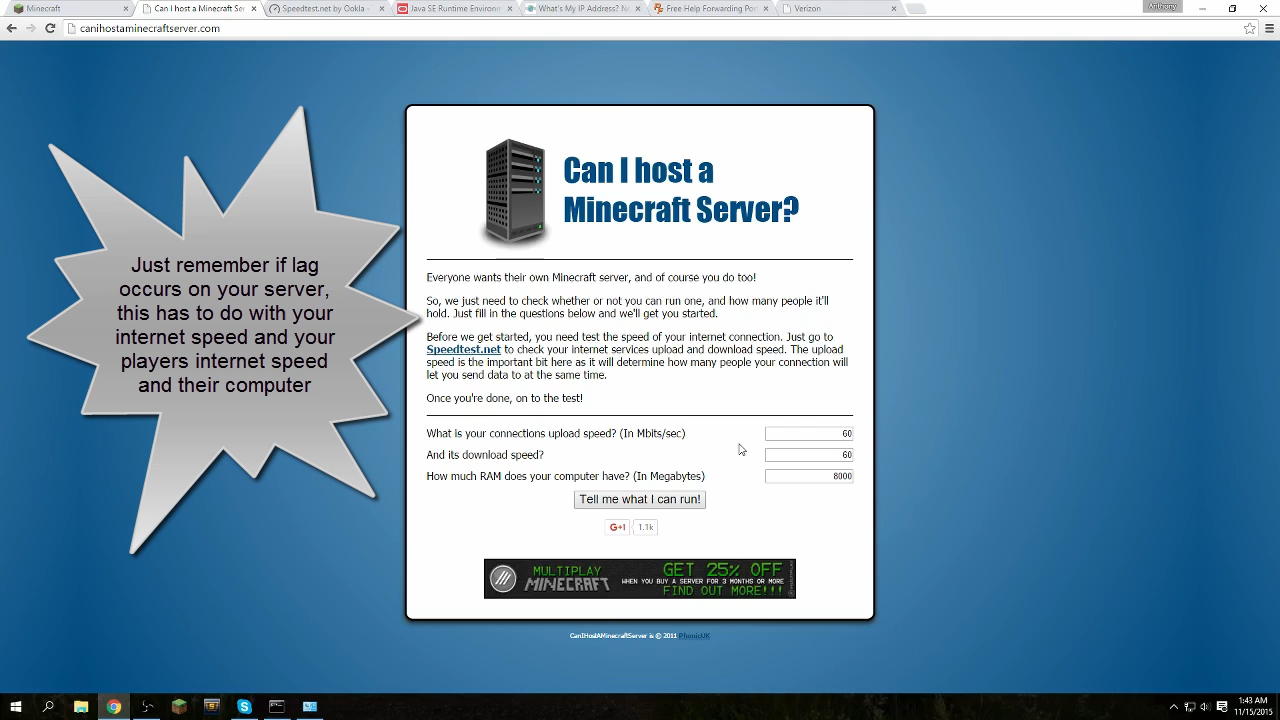 Minecraft
Can I host a Minecraft Ser
Speedtest.net by Ookla -
Java SE Runtime Environm
What's My IP Address? Ne
Free Help Forwarding Por
Verizon
Anthony
canihostaminecraftserver.com
Can I host a
Minecraft Server?
Just remember if lag
occurs on your server,
this has to do with your
internet speed and your
players internet speed
and their computer
Everyone wants their own Minecraft server, and of course you do too!
So, we just need to check whether or not you can run one, and how many people it'll
hold. Just fill in the questions below and we'll get you started.
Before we get started, you need test the speed of your internet connection. Just go to
Speedtest.net to check your internet services upload and download speed. The upload
speed is the important bit here as it will determine how many people your connection will
let you send data to at the same time.
Once you're done, on to the test!
What is your connections upload speed? (In Mbits/sec) 60
And its download speed? 60
How much RAM does your computer have? (In Megabytes) 8000
Tell me what I can run!
G+1 1.1k
MULTIPLAY
MINECRAFT
GET 25% OFF
WHEN YOU BUY A SERVER FOR 3 MONTHS OR MORE
FIND OUT MORE!!!
CanIHostAMinecraftServer is © 2011 PhonicUK
1:43 AM
11/15/2015